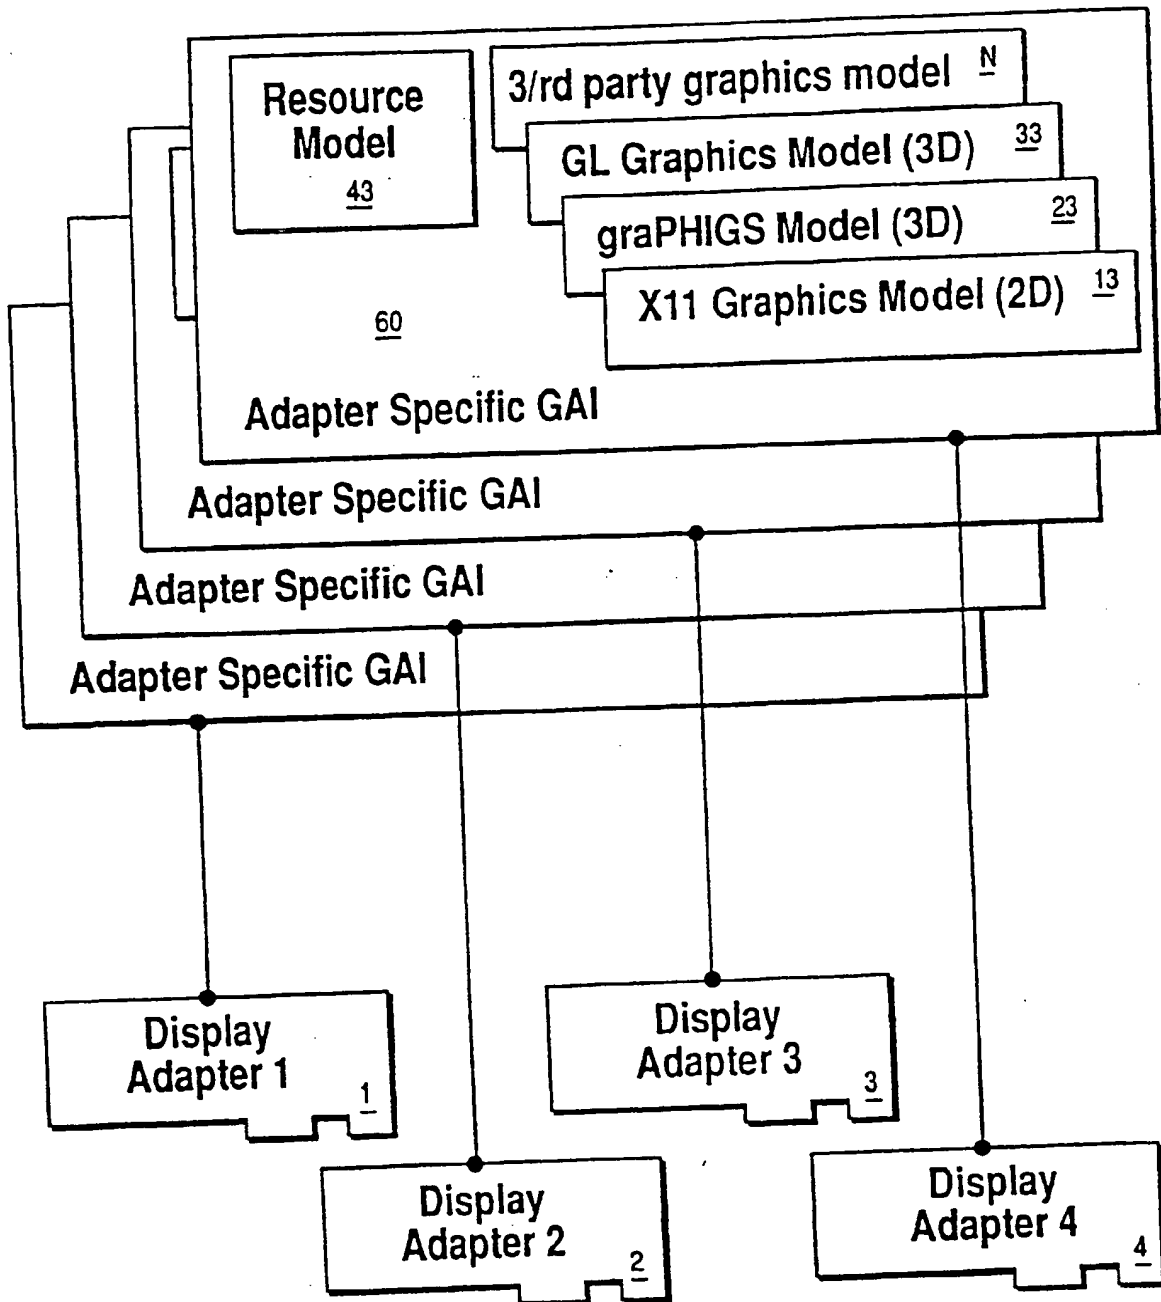 Resource
Model
43
3/rd party graphics model N
GL Graphics Model (3D) 33
graPHIGS Model (3D) 23
X11 Graphics Model (2D) 13
60
Adapter Specific GAI
Adapter Specific GAI
Adapter Specific GAI
Adapter Specific GAI
Display
Adapter 1
1
Display
Adapter 3
3
Display
Adapter 2
2
Display
Adapter 4
4